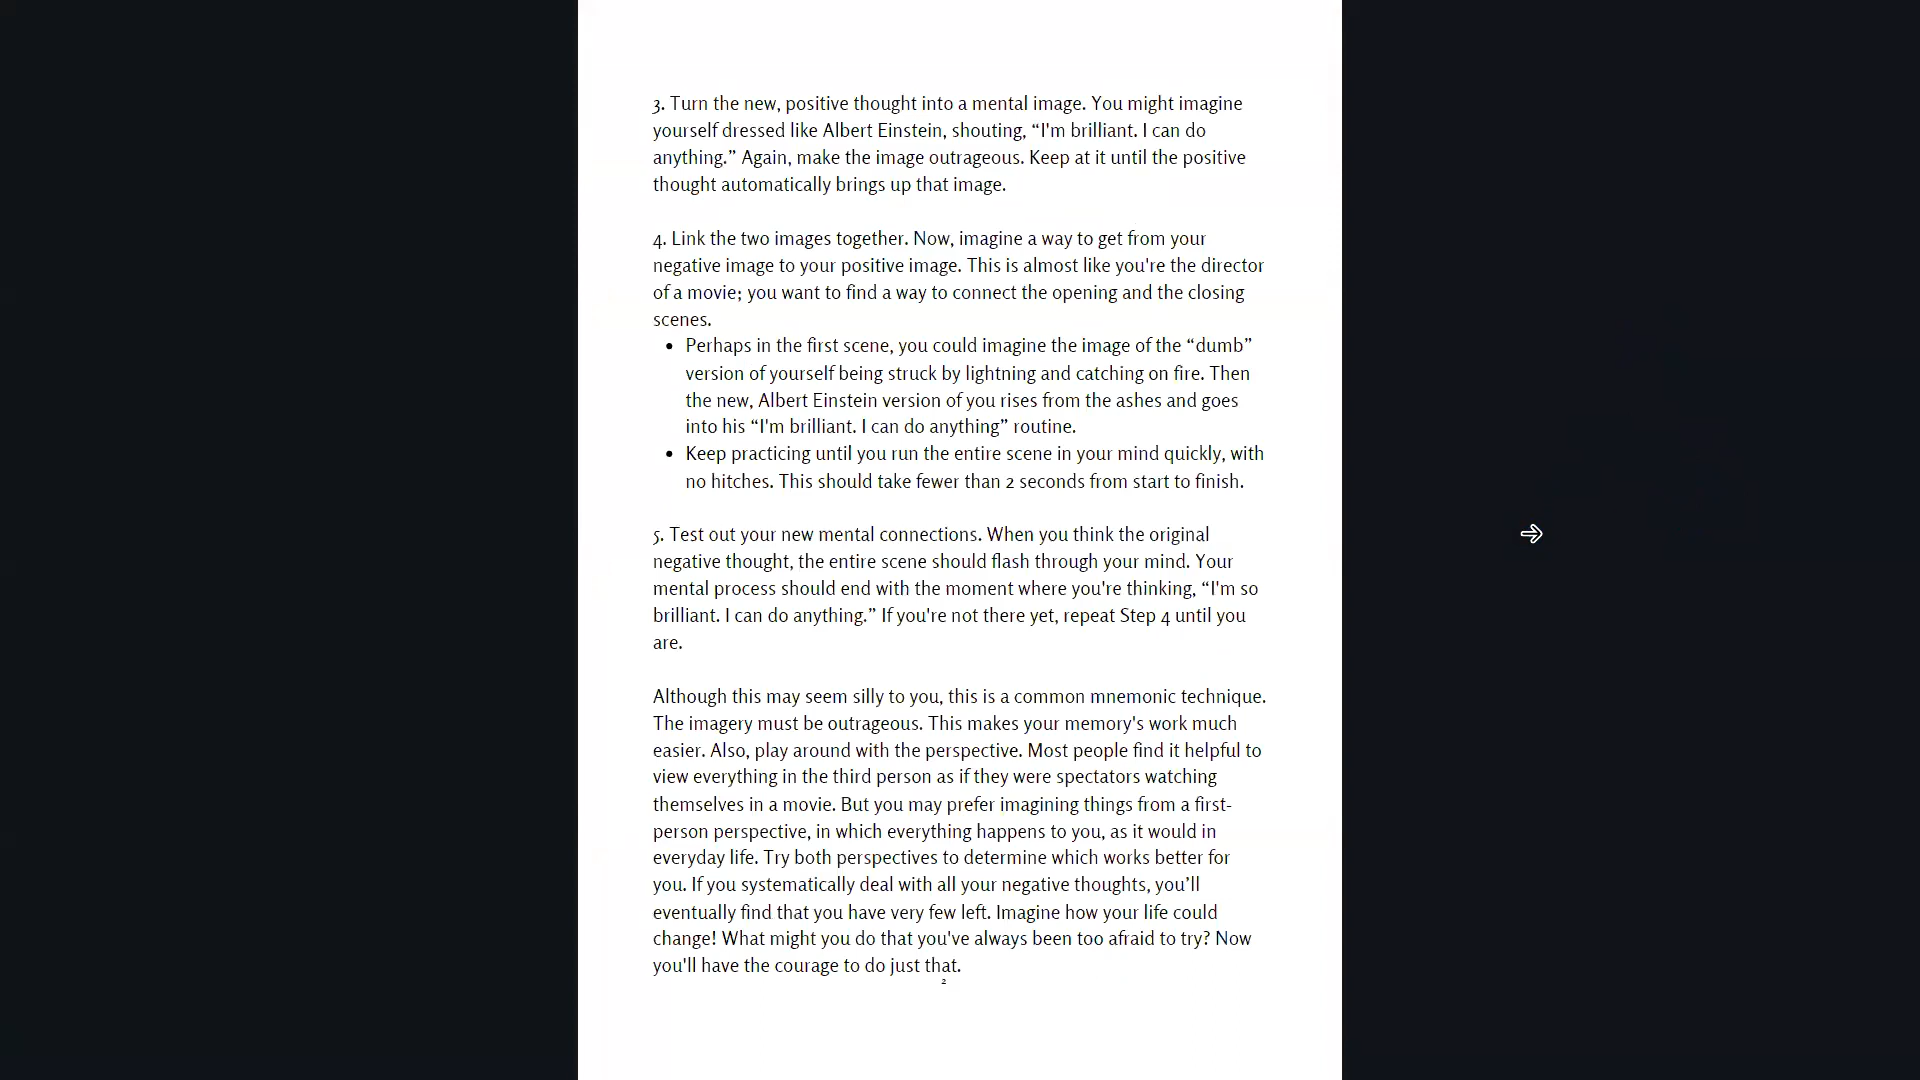 3. Turn the new, positive thought into a mental image. You might imagine
yourself dressed like Albert Einstein, shouting, “I'm brilliant. I can do
anything.” Again, make the image outrageous. Keep at it until the positive
thought automatically brings up that image.
4. Link the two images together. Now, imagine a way to get from your
negative image to your positive image. This is almost like you're the director
of a movie; you want to find a way to connect the opening and the closing
scenes.
• Perhaps in the first scene, you could imagine the image of the “dumb”
version of yourself being struck by lightning and catching on fire. Then
the new, Albert Einstein version of you rises from the ashes and goes
into his “I'm brilliant. I can do anything” routine.
• Keep practicing until you run the entire scene in your mind quickly, with
no hitches. This should take fewer than 2 seconds from start to finish.
5. Test out your new mental connections. When you think the original
negative thought, the entire scene should flash through your mind. Your
mental process should end with the moment where you're thinking, “I'm so
brilliant. I can do anything.” If you're not there yet, repeat Step 4 until you
are.
Although this may seem silly to you, this is a common mnemonic technique.
The imagery must be outrageous. This makes your memory's work much
easier. Also, play around with the perspective. Most people find it helpful to
view everything in the third person as if they were spectators watching
themselves in a movie. But you may prefer imagining things from a first-
person perspective, in which everything happens to you, as it would in
everyday life. Try both perspectives to determine which works better for
you. If you systematically deal with all your negative thoughts, you’ll
eventually find that you have very few left. Imagine how your life could
change! What might you do that you've always been too afraid to try? Now
you'll have the courage to do just that.
2